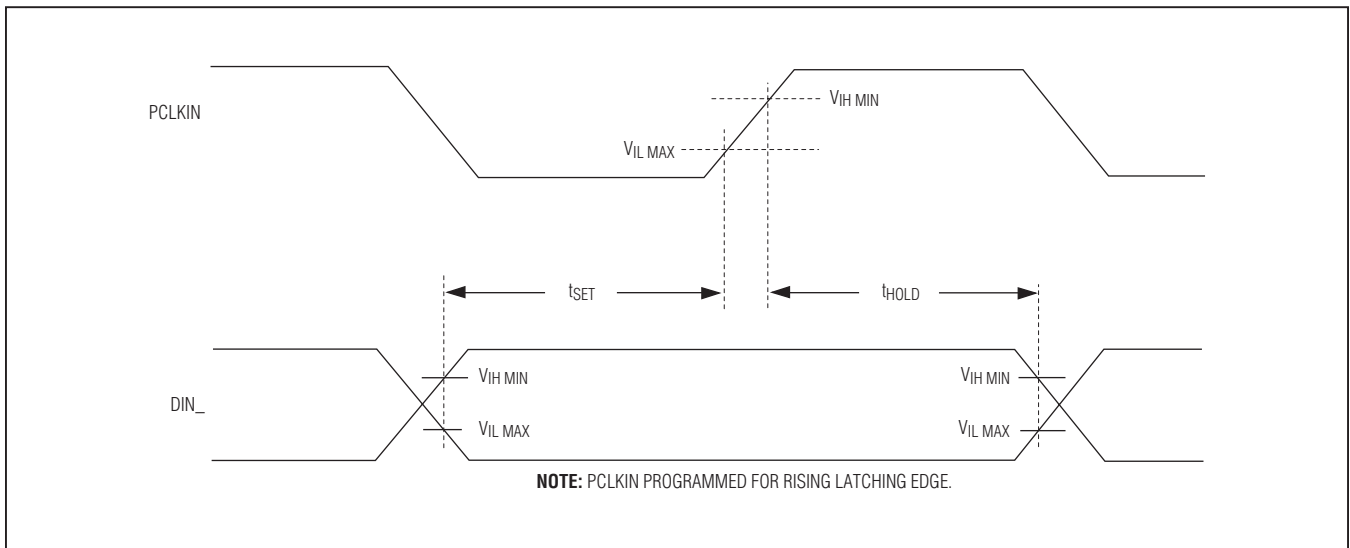 PCLKIN
VIH MIN
VIL MAX
tSET
tHOLD
DIN_
VIH MIN
VIH MIN
VIL MAX
VIL MAX
NOTE: PCLKIN PROGRAMMED FOR RISING LATCHING EDGE.